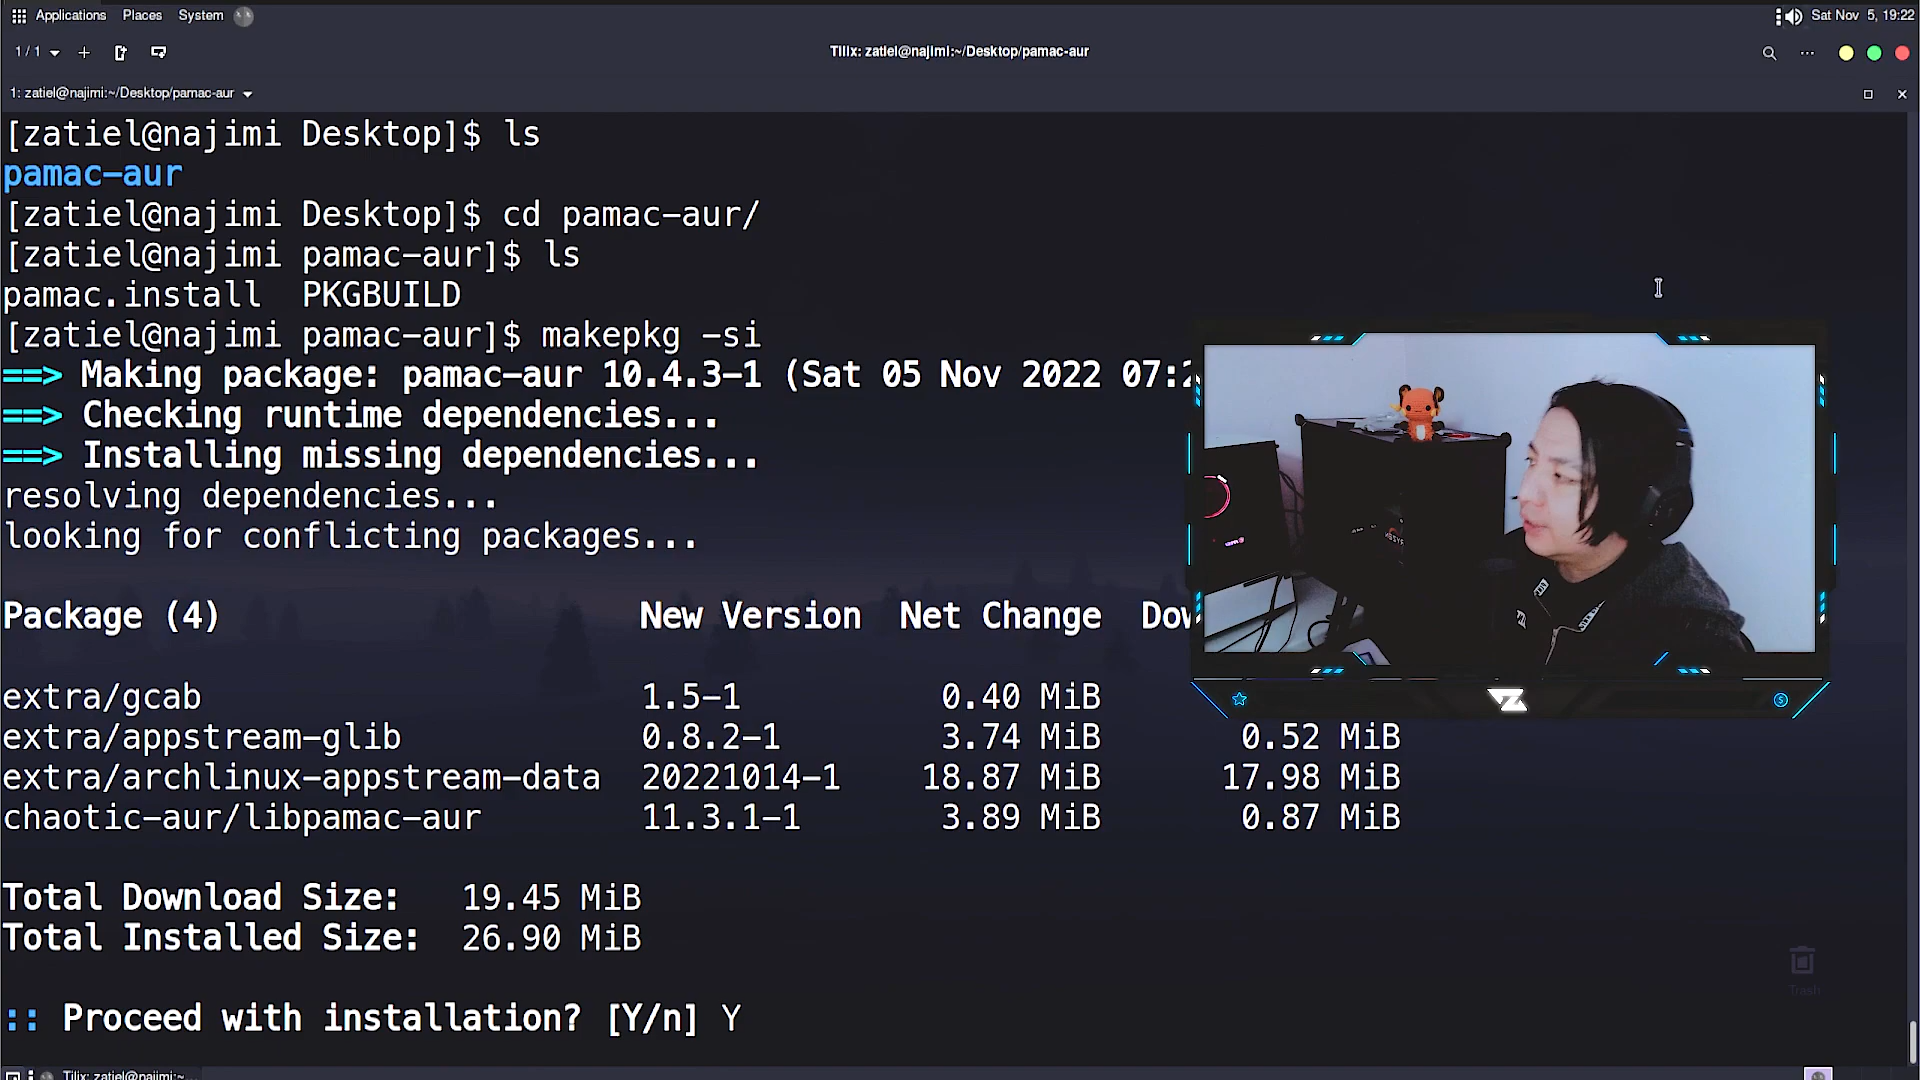 Applications Places System
Sat Nov 5, 19:22
1 / 1
Tilix: zatiel@najimi:~/Desktop/pamac-aur
1: zatiel@najimi:~/Desktop/pamac-aur
[zatiel@najimi Desktop]$ ls
pamac-aur
[zatiel@najimi Desktop]$ cd pamac-aur/
[zatiel@najimi pamac-aur]$ ls
pamac.install PKGBUILD
[zatiel@najimi pamac-aur]$ makepkg -si
==> Making package: pamac-aur 10.4.3-1 (Sat 05 Nov 2022 07:2
==> Checking runtime dependencies...
==> Installing missing dependencies...
resolving dependencies...
looking for conflicting packages...
Package (4) New Version Net Change Dow
extra/gcab 1.5-1 0.40 MiB
extra/appstream-glib 0.8.2-1 3.74 MiB 0.52 MiB
extra/archlinux-appstream-data 20221014-1 18.87 MiB 17.98 MiB
chaotic-aur/libpamac-aur 11.3.1-1 3.89 MiB 0.87 MiB
Total Download Size: 19.45 MiB
Total Installed Size: 26.90 MiB
:: Proceed with installation? [Y/n] Y
Trash
Tilix: zatiel@najimi:~...